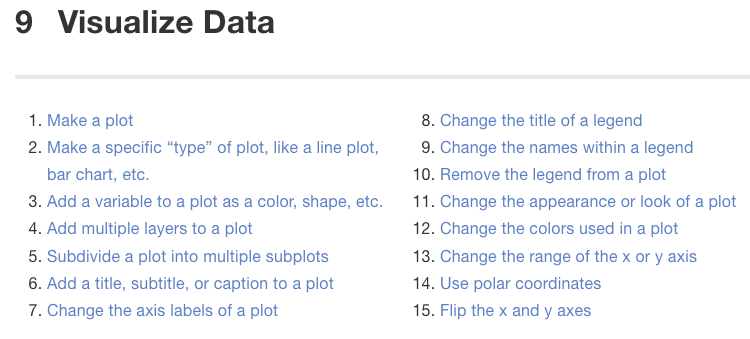 9 Visualize Data
1. Make a plot
2. Make a specific “type” of plot, like a line plot,
bar chart, etc.
3. Add a variable to a plot as a color, shape, etc.
4. Add multiple layers to a plot
5. Subdivide a plot into multiple subplots
6. Add a title, subtitle, or caption to a plot
7. Change the axis labels of a plot
8. Change the title of a legend
9. Change the names within a legend
10. Remove the legend from a plot
11. Change the appearance or look of a plot
12. Change the colors used in a plot
13. Change the range of the x or y axis
14. Use polar coordinates
15. Flip the x and y axes